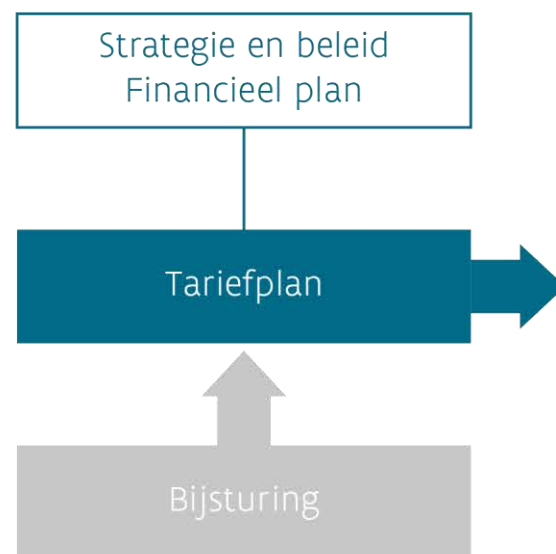 Strategie en beleid
Financieel plan
Tariefplan
Bijsturing